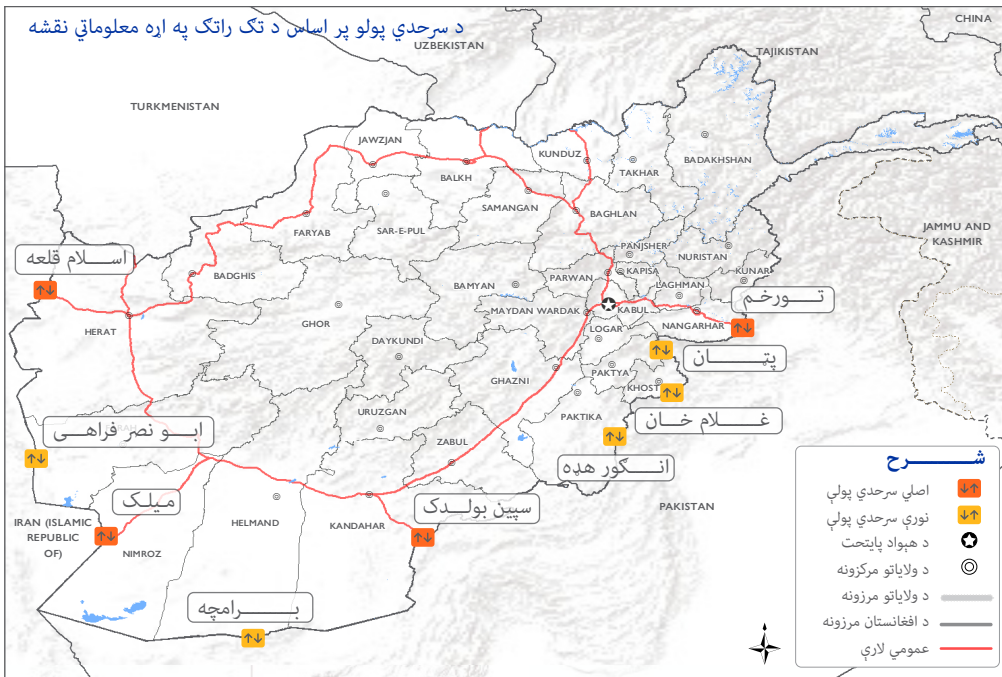 د سرحدي پولو پر اساس د تګ راتګ په اړه معلوماتي نقشه
CHINA
UZBEKISTAN
TAJIKISTAN
TURKMENISTAN
JAWZJAN
BALKH
KUNDUZ
TAKHAR
BADAKHSHAN
SAMANGAN
BAGHLAN
FARYAB
SAR-E-PUL
PANJSHER
NURISTAN
JAMMU AND
KASHMIR
اسلام قلعه
BADGHIS
BAMYAN
PARWAN
KAPISA
LAGHMAN
KUNAR
تورخم
HERAT
GHOR
MAYDAN WARDAK
KABUL
LOGAR
NANGARHAR
DAYKUNDI
پټان
GHAZNI
PAKTYA
KHOST
URUZGAN
PAKTIKA
غلام خان
ابو نصر فراهی
ZABUL
انګور هډه
میلک
HELMAND
KANDAHAR
سپین بولدک
PAKISTAN
IRAN (ISLAMIC
REPUBLIC
OF)
NIMROZ
برامچه
شرح
اصلي سرحدي پولې
نورې سرحدي پولې
د هېواد پایتحت
د ولایاتو مرکزونه
د ولایاتو مرزونه
د افغانستان مرزونه
عمومي لارې